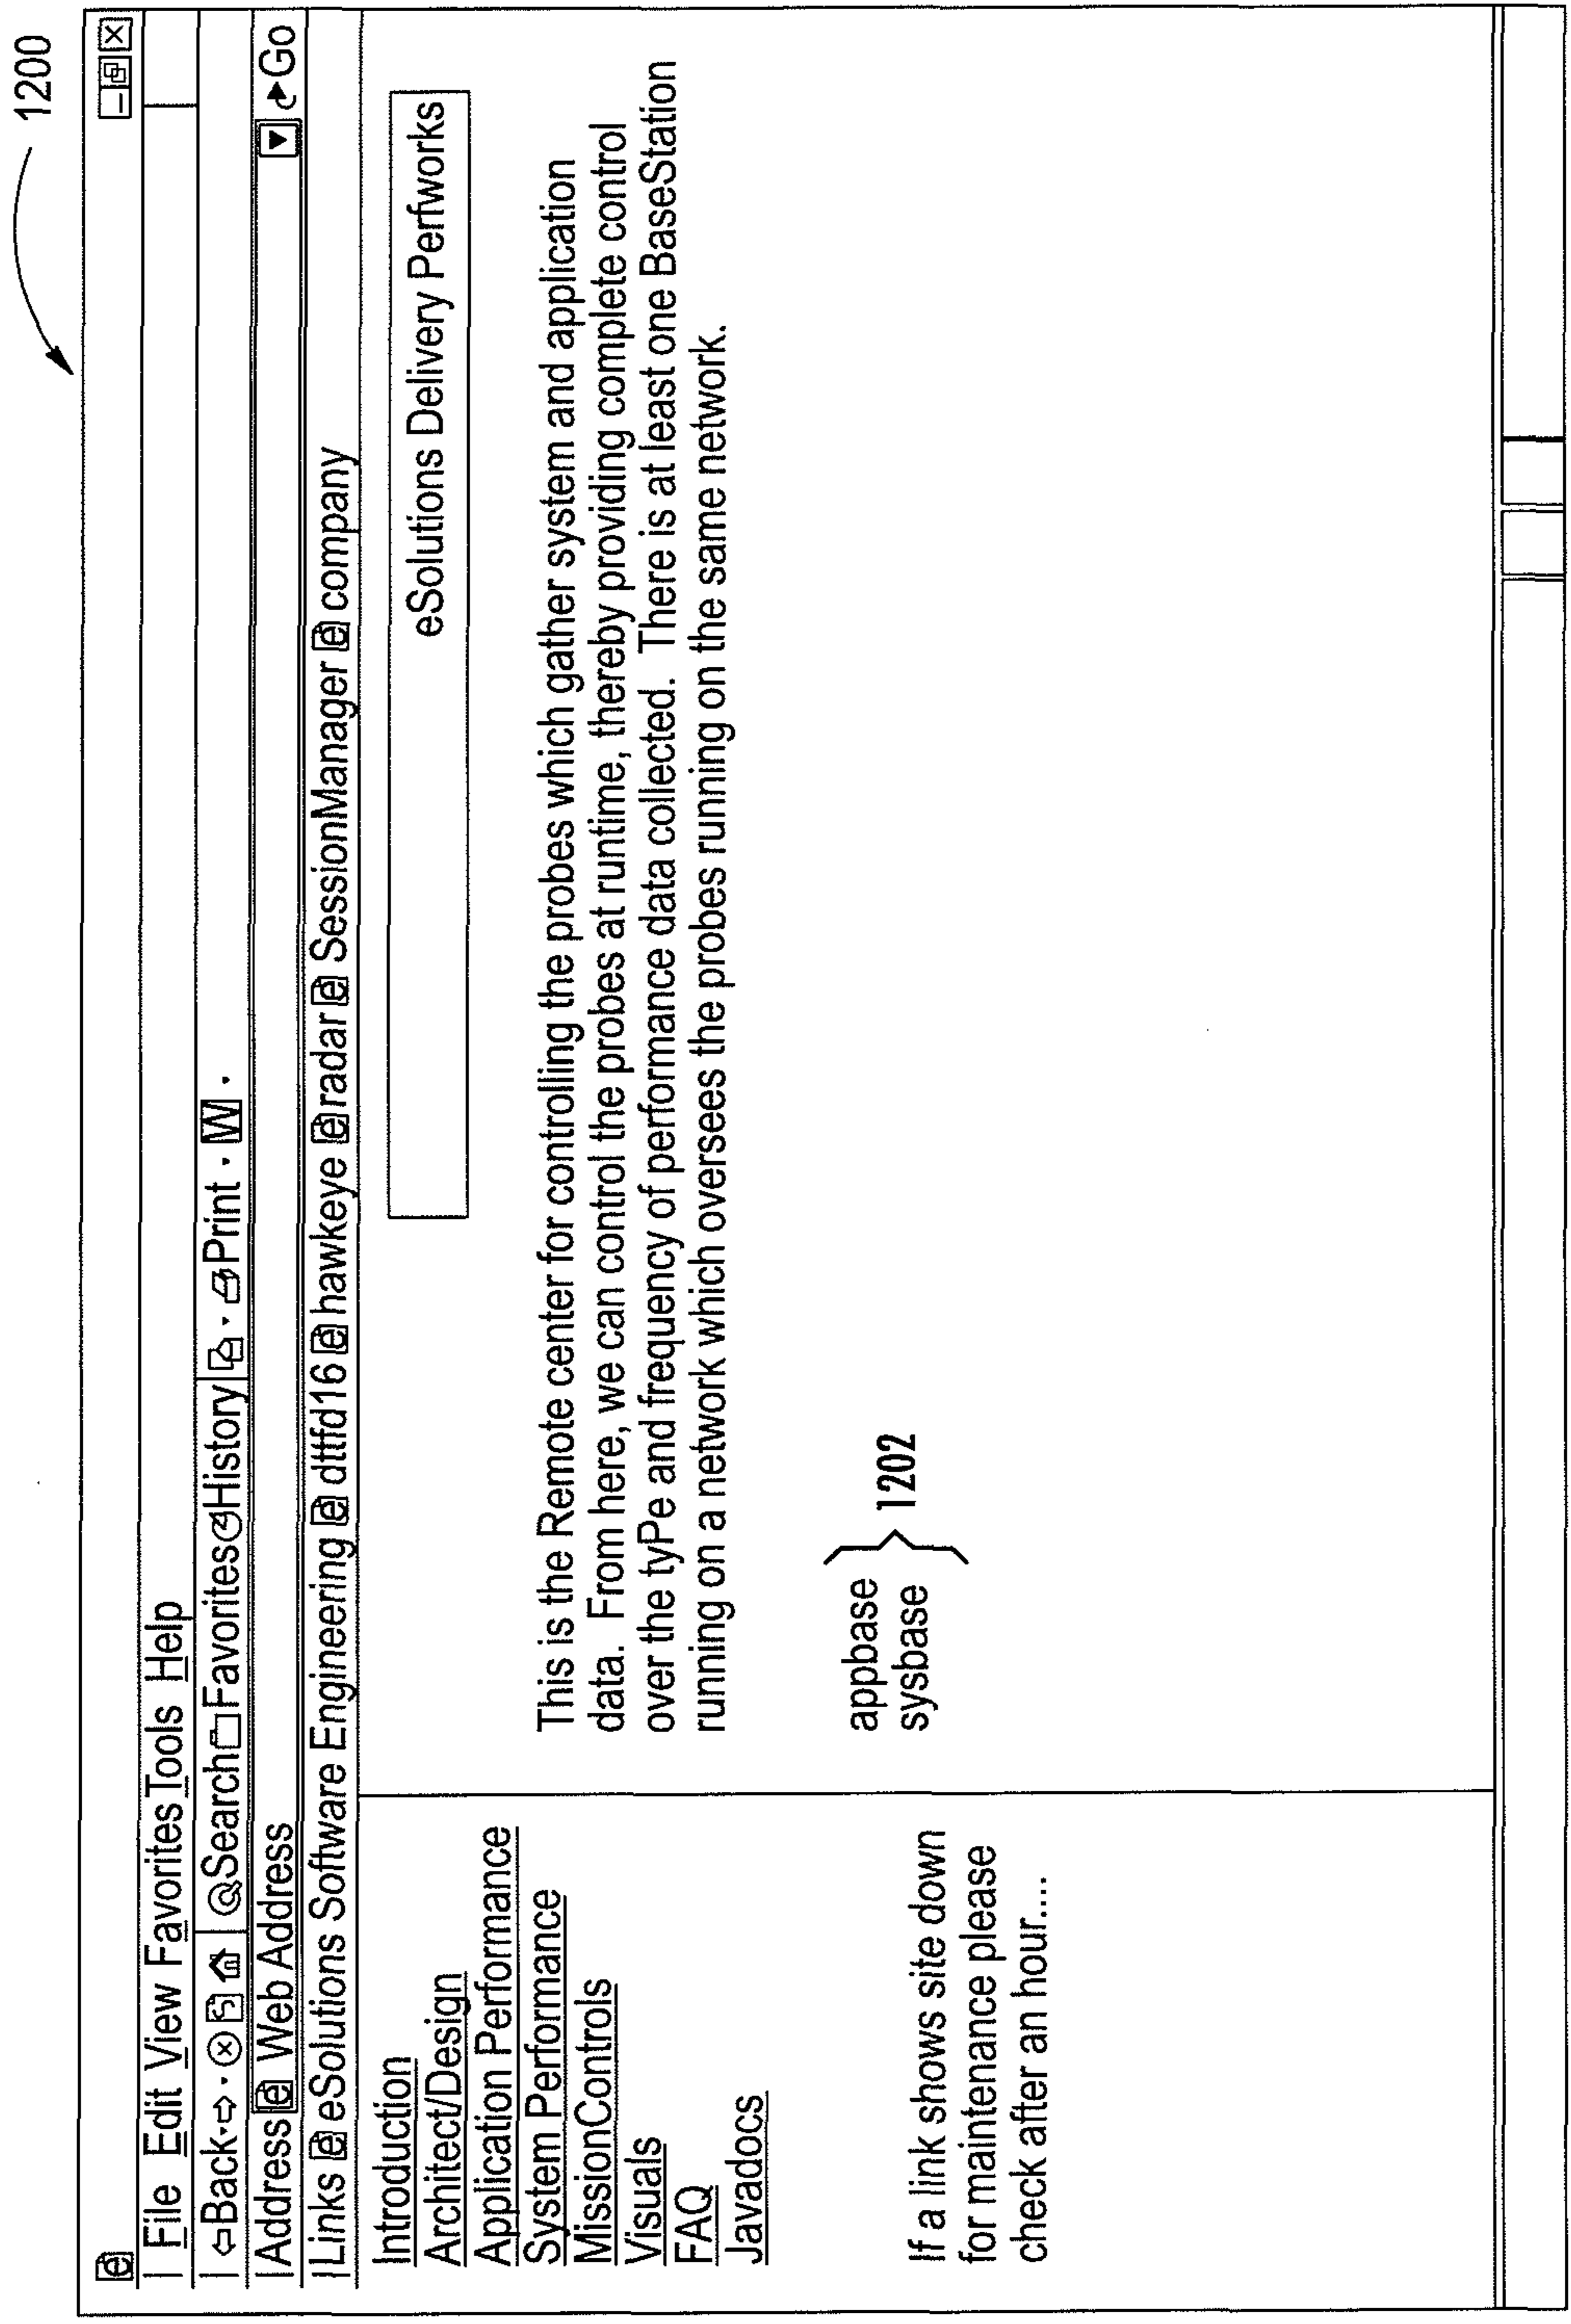 1200
File Edit View Favorites Tools Help
Back Search Favorites History Print W
Address Web Address Go
Links eSolutions Software Engineering dttfd16 hawkeye radar SessionManager company
eSolutions Delivery Perfworks
Introduction
Architect/Design
Application Performance
System Performance
MissionControls
Visuals
FAQ
Javadocs
If a link shows site down
for maintenance please
check after an hour....
This is the Remote center for controlling the probes which gather system and application
data. From here, we can control the probes at runtime, thereby providing complete control
over the tyPe and frequency of performance data collected. There is at least one BaseStation
running on a network which oversees the probes running on the same network.
appbase
sysbase
1202